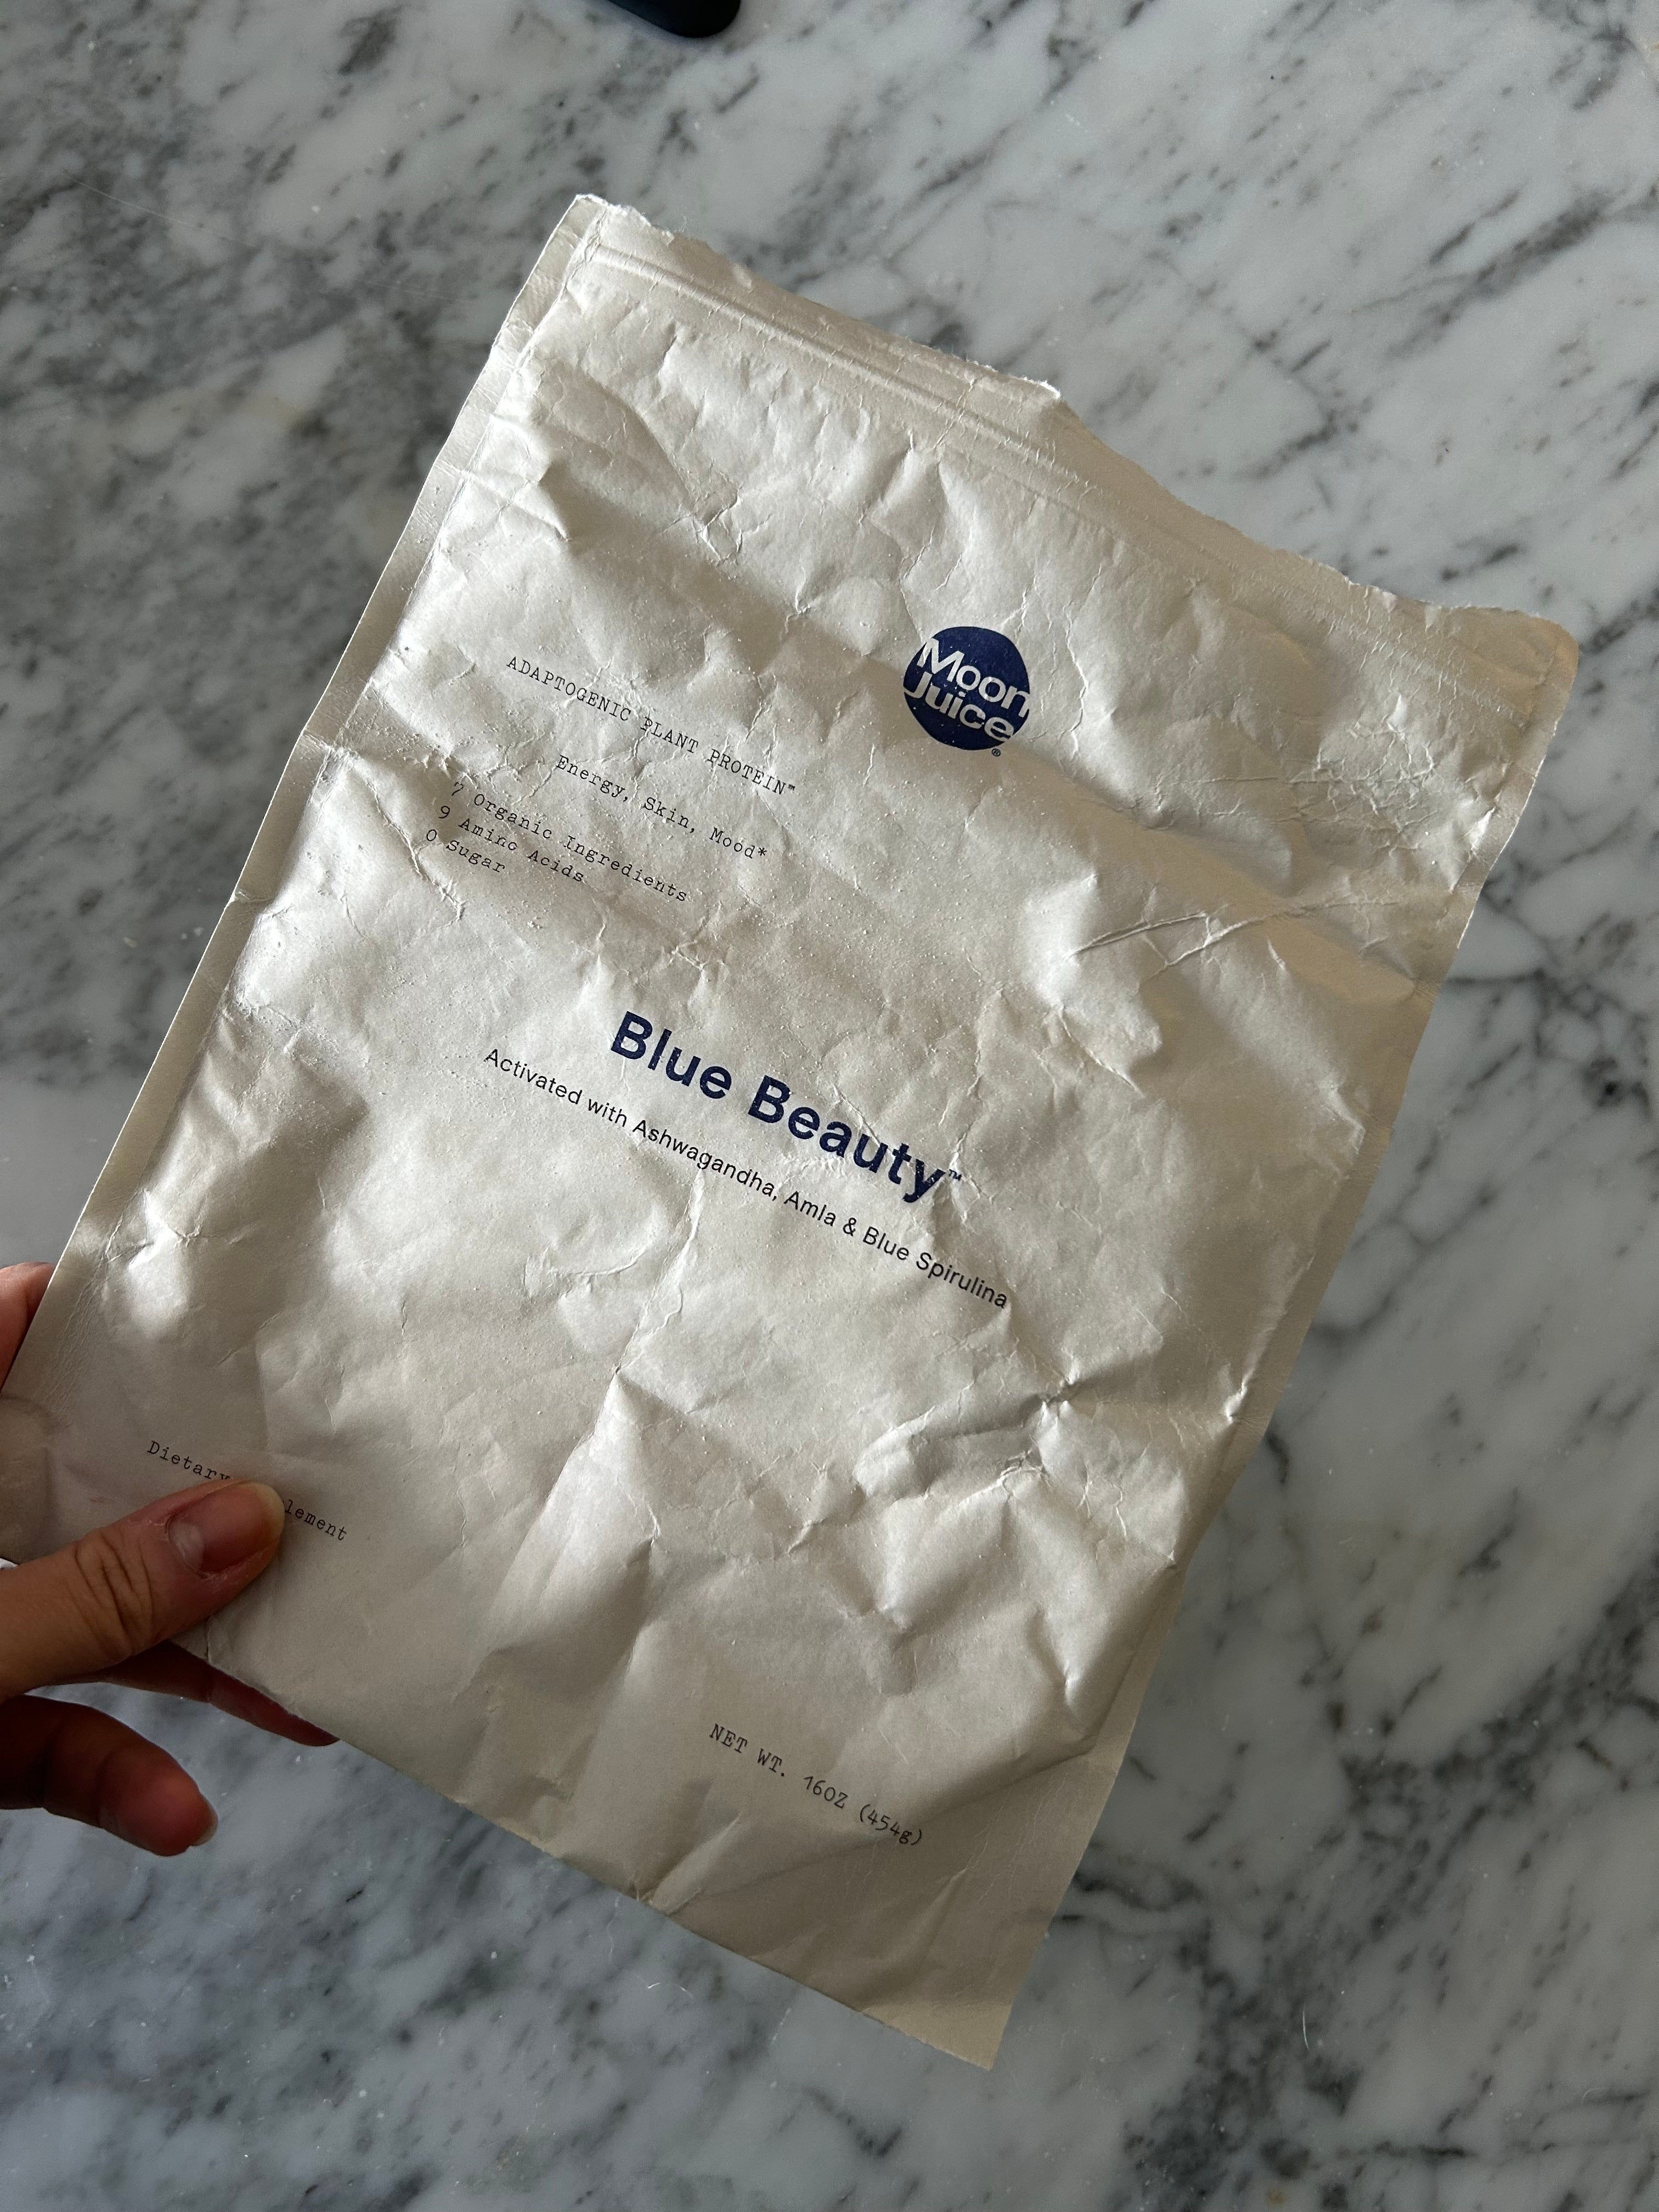 Moon
Juice®
ADAPTOGENIC PLANT PROTEIN™
Energy, Skin, Mood*
7 Organic Ingredients
9 Amino Acids
0 Sugar
Blue Beauty™
Activated with Ashwagandha, Amla & Blue Spirulina
Dietary lement
NET WT. 16OZ (454g)